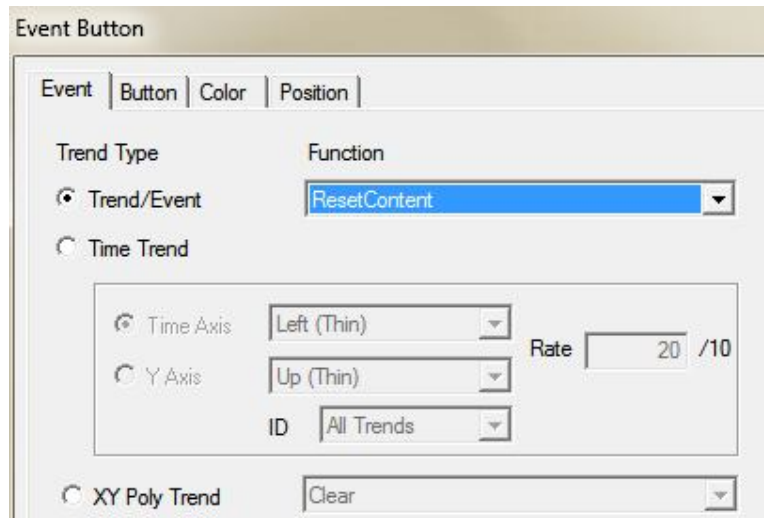 Event Button
Event Button Color Position
Trend Type Function
Trend/Event ResetContent
Time Trend
Time Axis Left (Thin)
Rate 20 /10
Y Axis Up (Thin)
ID All Trends
XY Poly Trend Clear